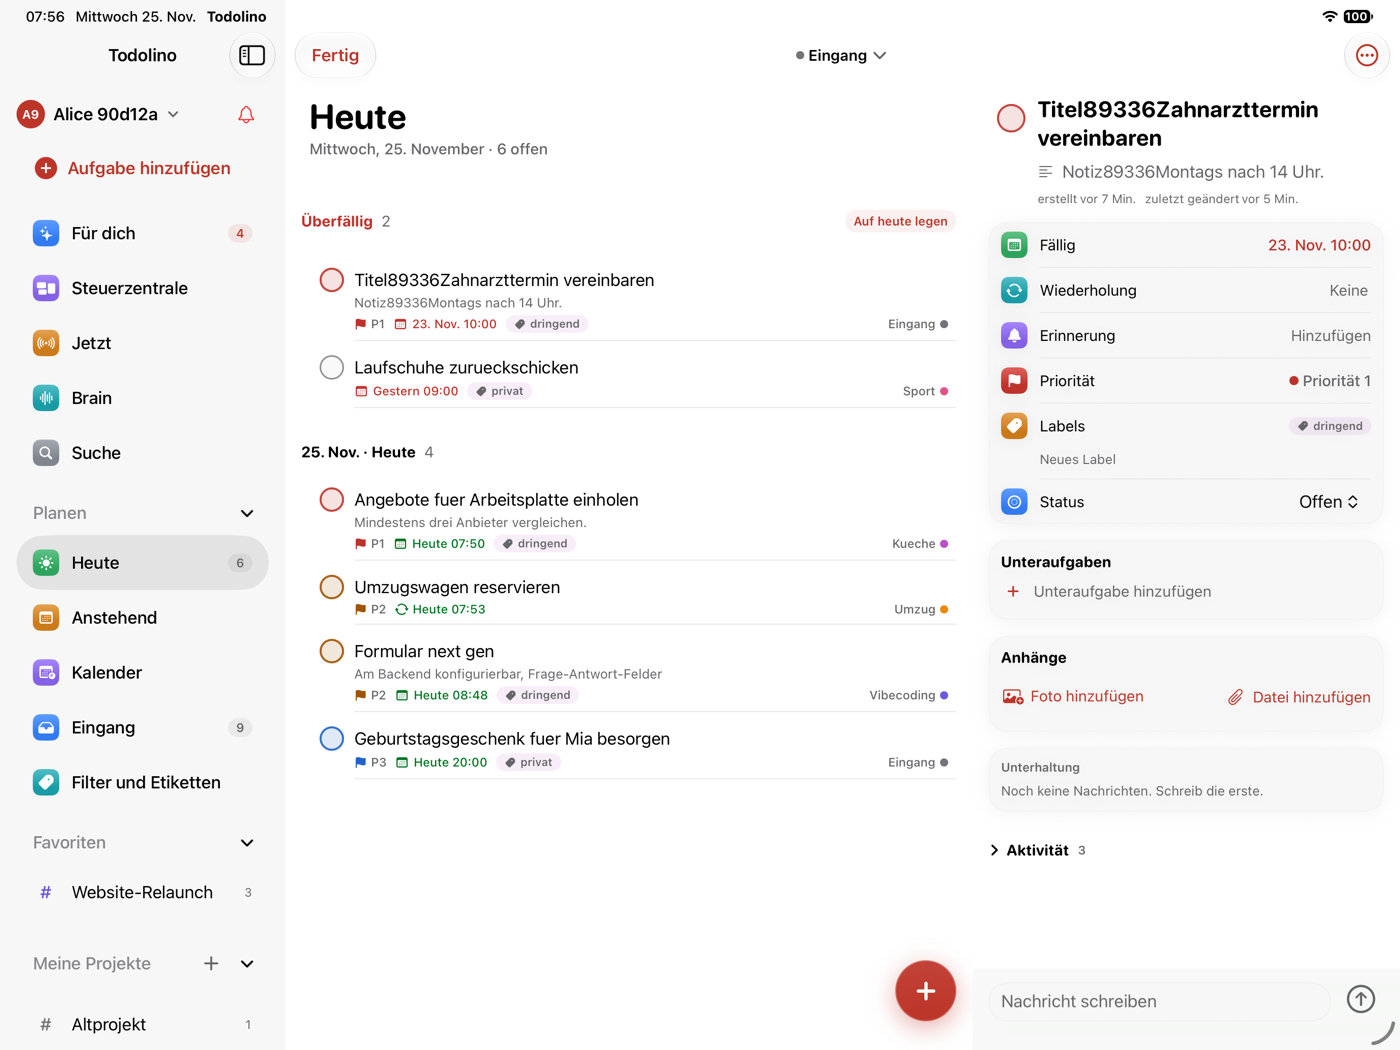 07:56 Mittwoch 25. Nov. Todolino
100
Todolino
A9 Alice 90d12a
Aufgabe hinzufügen
Für dich 4
Steuerzentrale
Jetzt
Brain
Suche
Planen
Heute 6
Anstehend
Kalender
Eingang 9
Filter und Etiketten
Favoriten
# Website-Relaunch 3
Meine Projekte
# Altprojekt 1
Fertig
Eingang
Heute
Mittwoch, 25. November · 6 offen
Überfällig 2
Auf heute legen
Titel89336Zahnarzttermin vereinbaren
Notiz89336Montags nach 14 Uhr.
P1 23. Nov. 10:00 dringend Eingang
Laufschuhe zurueckschicken
Gestern 09:00 privat Sport
25. Nov. · Heute 4
Angebote fuer Arbeitsplatte einholen
Mindestens drei Anbieter vergleichen.
P1 Heute 07:50 dringend Kueche
Umzugswagen reservieren
P2 Heute 07:53 Umzug
Formular next gen
Am Backend konfigurierbar, Frage-Antwort-Felder
P2 Heute 08:48 dringend Vibecoding
Geburtstagsgeschenk fuer Mia besorgen
P3 Heute 20:00 privat Eingang
Titel89336Zahnarzttermin
vereinbaren
Notiz89336Montags nach 14 Uhr.
erstellt vor 7 Min. zuletzt geändert vor 5 Min.
Fällig 23. Nov. 10:00
Wiederholung Keine
Erinnerung Hinzufügen
Priorität Priorität 1
Labels dringend
Neues Label
Status Offen
Unteraufgaben
Unteraufgabe hinzufügen
Anhänge
Foto hinzufügen Datei hinzufügen
Unterhaltung
Noch keine Nachrichten. Schreib die erste.
Aktivität 3
Nachricht schreiben